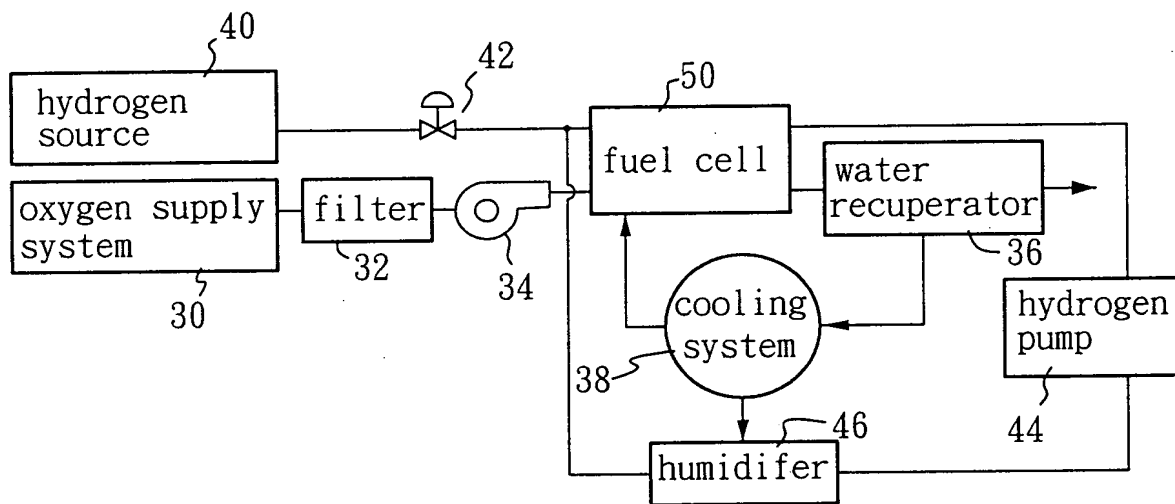 40
hydrogen
source
42
50
fuel cell
oxygen supply
system
30
filter
32
34
water
recuperator
36
cooling
system
38
hydrogen
pump
44
46
humidifer